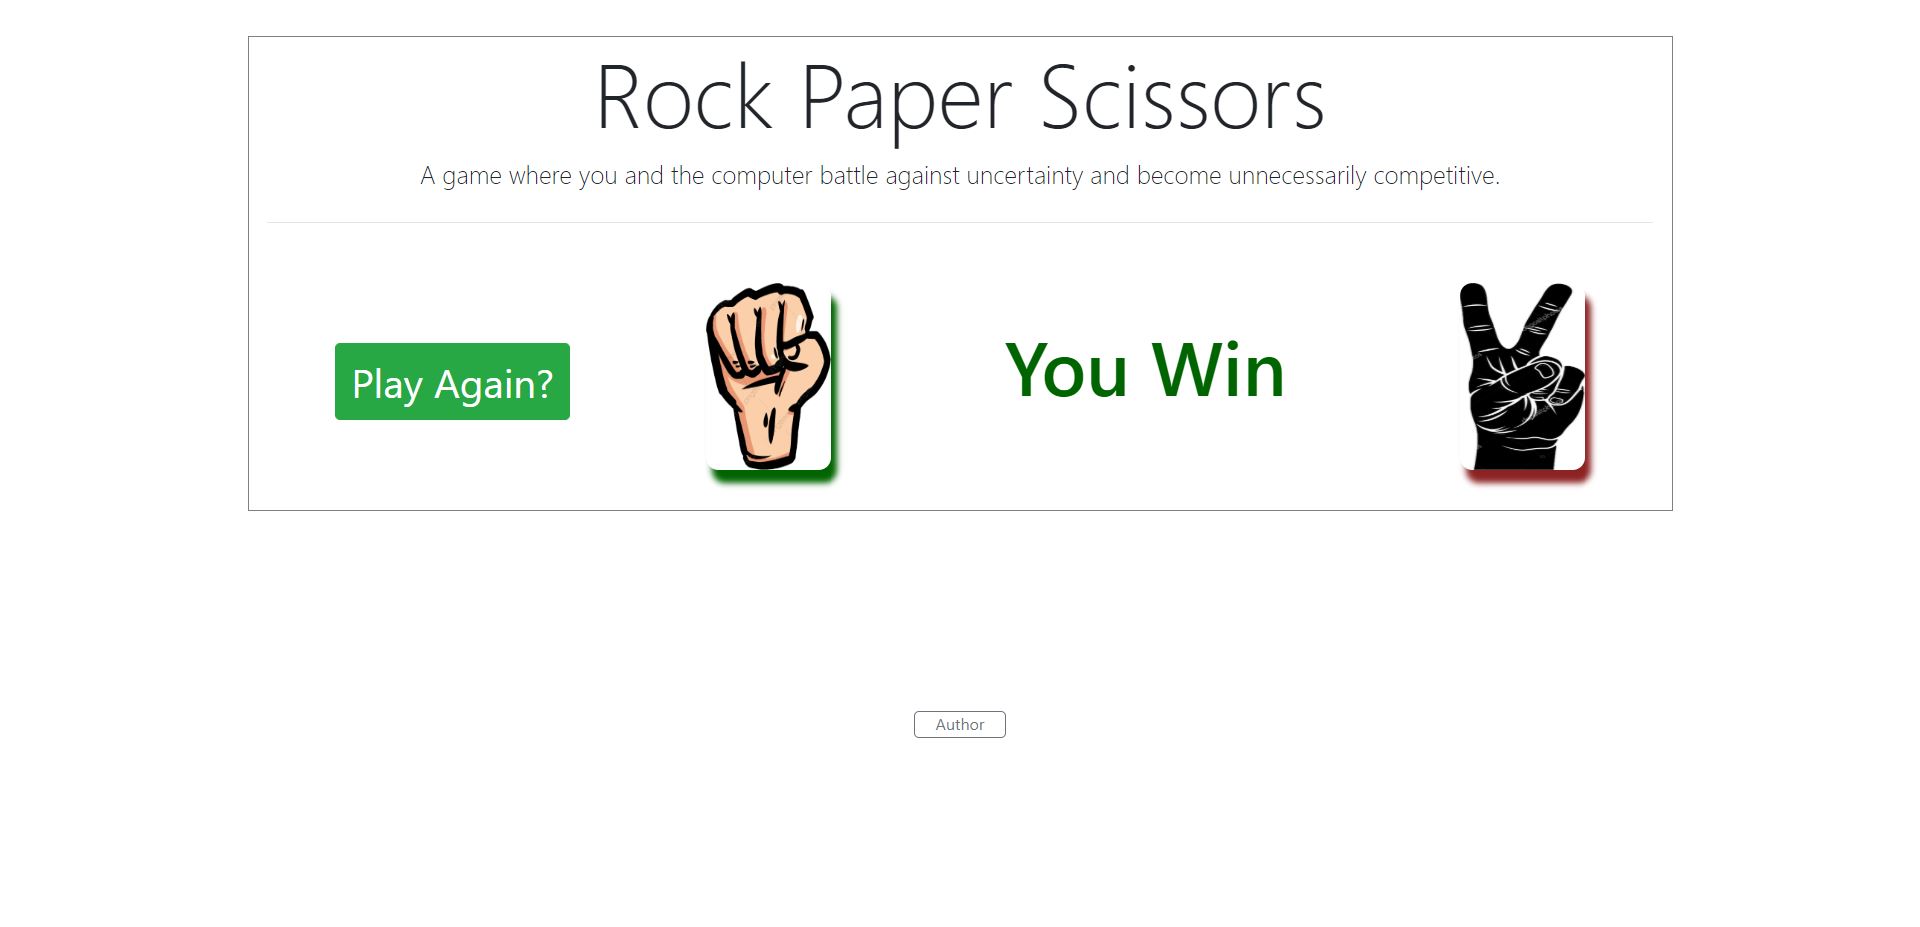 Rock Paper Scissors
A game where you and the computer battle against uncertainty and become unnecessarily competitive.
Play Again?
You Win
Author